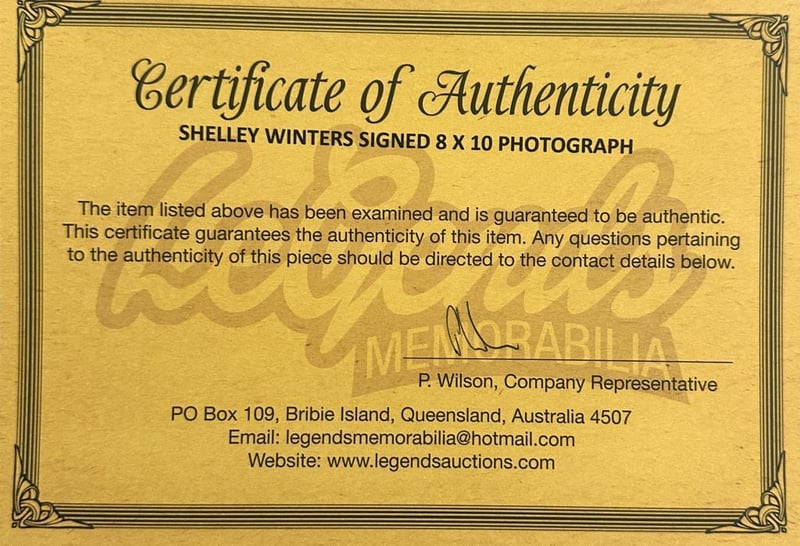 Certificate of Authenticity
SHELLEY WINTERS SIGNED 8 X 10 PHOTOGRAPH
The item listed above has been examined and is guaranteed to be authentic.
This certificate guarantees the authenticity of this item. Any questions pertaining
to the authenticity of this piece should be directed to the contact details below.
Legends
MEMORABILIA
P. Wilson, Company Representative
PO Box 109, Bribie Island, Queensland, Australia 4507
Email: legendsmemorabilia@hotmail.com
Website: www.legendsauctions.com